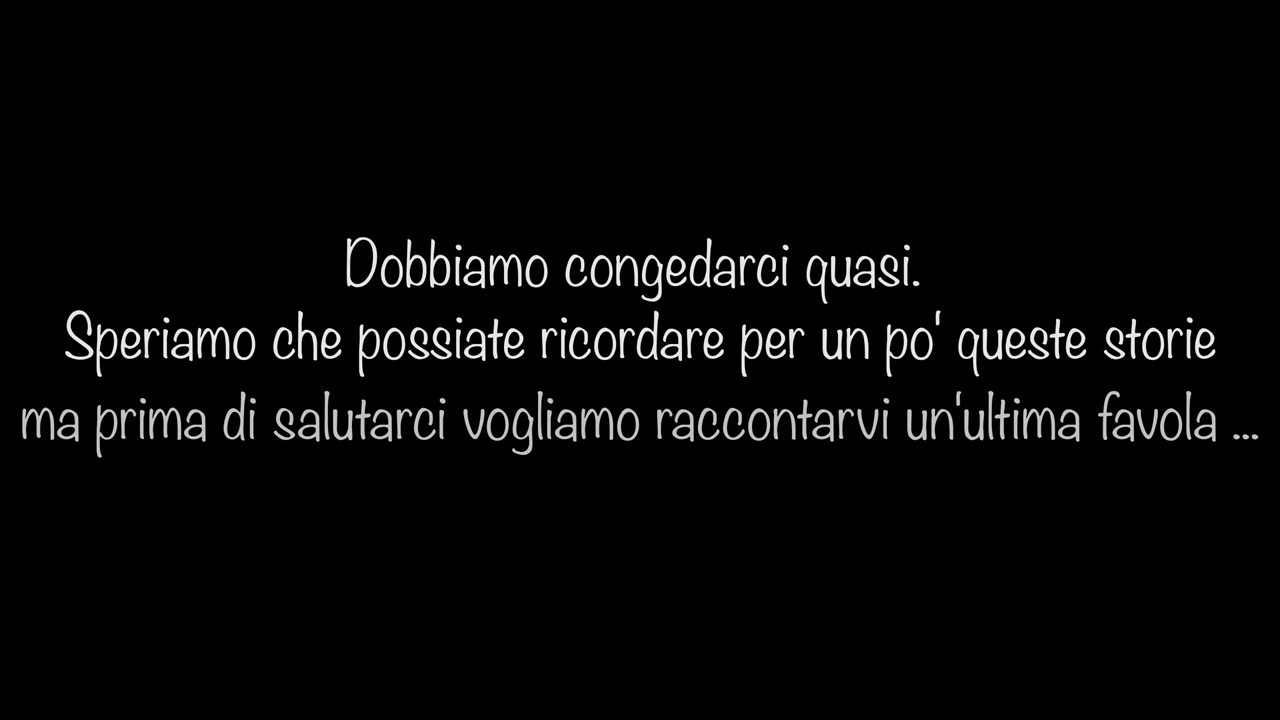 Dobbiamo congedarci quasi.
Speriamo che possiate ricordare per un po' queste storie
ma prima di salutarci vogliamo raccontarvi un'ultima favola ...